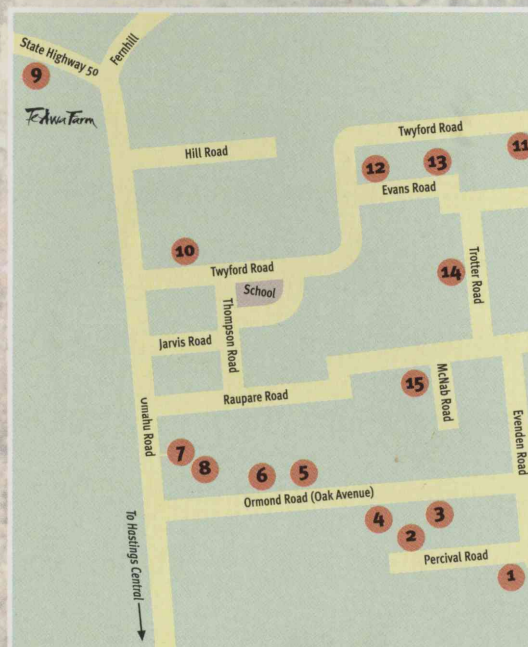 State Highway 50
Fernhill
9
Te Awa Farm
Hill Road
Twyford Road
11
12
13
Evans Road
10
Twyford Road
School
Trotter Road
14
Thompson Road
Jarvis Road
15
McNab Road
Raupare Road
Omahu Road
Evenden Road
7
8
6
5
Ormond Road (Oak Avenue)
4
3
2
Percival Road
1
To Hastings Central